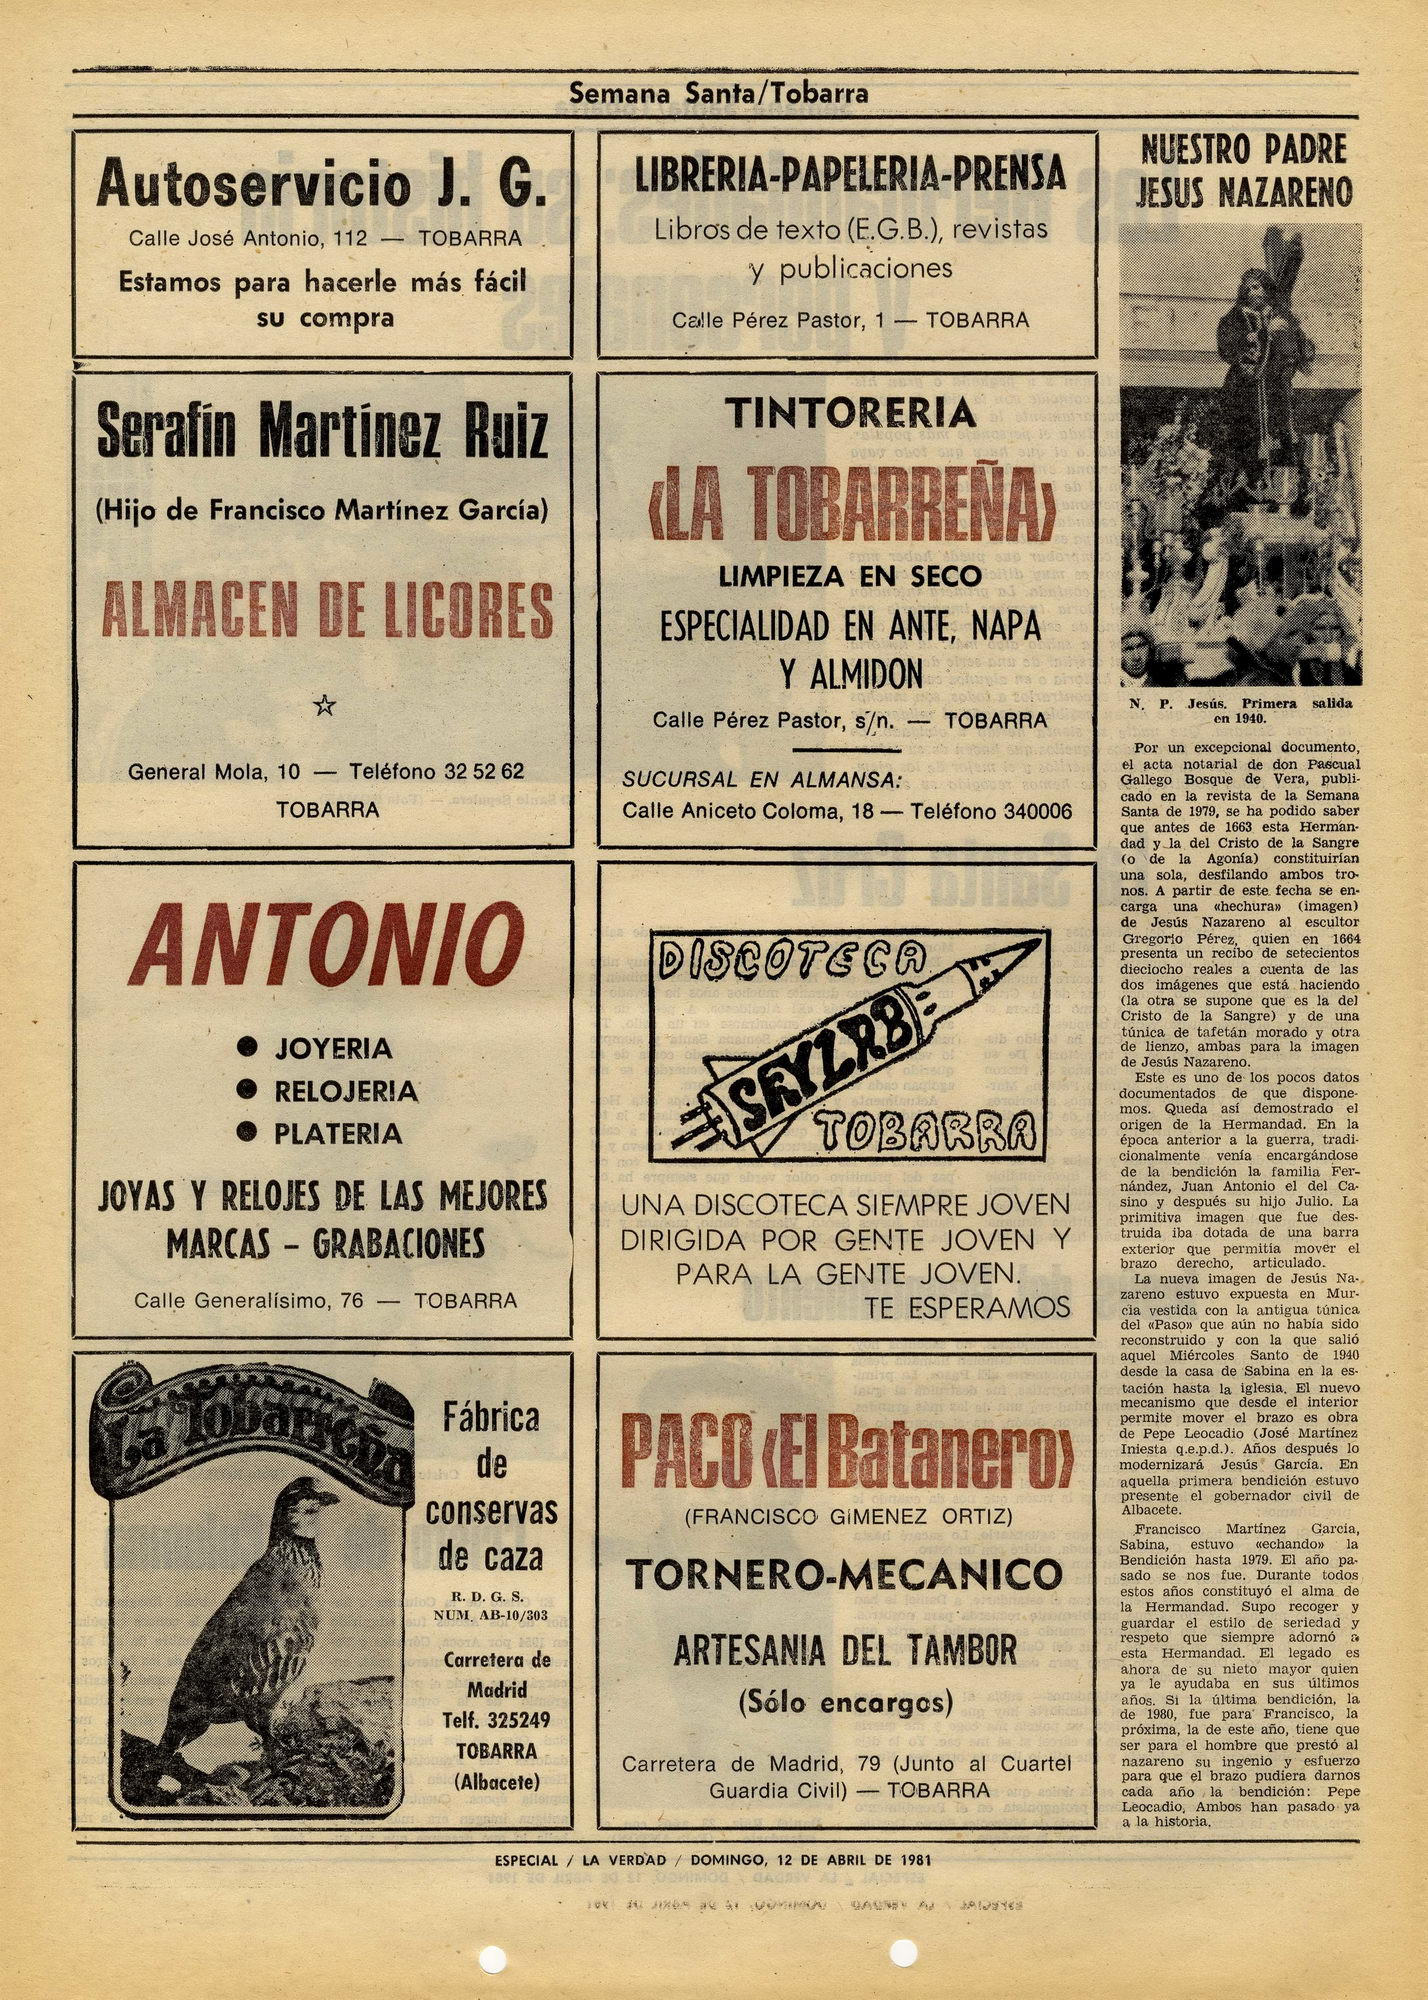 Semana Santa/Tobarra
Autoservicio J. G.
Calle José Antonio, 112 — TOBARRA
Estamos para hacerle más fácil
su compra
LIBRERIA-PAPELERIA-PRENSA
Libros de texto (E.G.B.), revistas
y publicaciones
Calle Pérez Pastor, 1 — TOBARRA
Serafín Martínez Ruiz
(Hijo de Francisco Martínez García)
ALMACEN DE LICORES
General Mola, 10 — Teléfono 32 52 62
TOBARRA
TINTORERIA
«LA TOBARREÑA»
LIMPIEZA EN SECO
ESPECIALIDAD EN ANTE, NAPA
Y ALMIDON
Calle Pérez Pastor, s/n. — TOBARRA
SUCURSAL EN ALMANSA:
Calle Aniceto Coloma, 18 — Teléfono 340006
ANTONIO
● JOYERIA
● RELOJERIA
● PLATERIA
JOYAS Y RELOJES DE LAS MEJORES
MARCAS - GRABACIONES
Calle Generalísimo, 76 — TOBARRA
DISCOTECA
TOBARRA
UNA DISCOTECA SIEMPRE JOVEN
DIRIGIDA POR GENTE JOVEN Y
PARA LA GENTE JOVEN.
TE ESPERAMOS
La Tobarreña
Fábrica
de
conservas
de caza
R. D. G. S.
NUM. AB-10/303
Carretera de
Madrid
Telf. 325249
TOBARRA
(Albacete)
PACO «El Batanero»
(FRANCISCO GIMENEZ ORTIZ)
TORNERO-MECANICO
ARTESANIA DEL TAMBOR
(Sólo encargos)
Carretera de Madrid, 79 (Junto al Cuartel
Guardia Civil) — TOBARRA
NUESTRO PADRE
JESUS NAZARENO
N. P. Jesús. Primera salida
en 1940.
Por un excepcional documento,
el acta notarial de don Pascual
Gallego Bosque de Vera, publi-
cado en la revista de la Semana
Santa de 1979, se ha podido saber
que antes de 1663 esta Herman-
dad y la del Cristo de la Sangre
(o de la Agonía) constituirían
una sola, desfilando ambos tro-
nos. A partir de este fecha se en-
carga una «hechura» (imagen)
de Jesús Nazareno al escultor
Gregorio Pérez, quien en 1664
presenta un recibo de setecientos
dieciocho reales a cuenta de las
dos imágenes que está haciendo
(la otra se supone que es la del
Cristo de la Sangre) y de una
túnica de tafetán morado y otra
de lienzo, ambas para la imagen
de Jesús Nazareno.
Este es uno de los pocos datos
documentados de que dispone-
mos. Queda así demostrado el
origen de la Hermandad. En la
época anterior a la guerra, tradi-
cionalmente venía encargándose
de la bendición la familia Fer-
nández, Juan Antonio el del Ca-
sino y después su hijo Julio. La
primitiva imagen que fue des-
truida iba dotada de una barra
exterior que permitía mover el
brazo derecho, articulado.
La nueva imagen de Jesús Na-
zareno estuvo expuesta en Mur-
cia vestida con la antigua túnica
del «Paso» que aún no había sido
reconstruido y con la que salió
aquel Miércoles Santo de 1940
desde la casa de Sabina en la es-
tación hasta la iglesia. El nuevo
mecanismo que desde el interior
permite mover el brazo es obra
de Pepe Leocadio (José Martínez
Iniesta q.e.p.d.). Años después lo
modernizará Jesús García. En
aquella primera bendición estuvo
presente el gobernador civil de
Albacete.
Francisco Martínez García,
Sabina, estuvo «echando» la
Bendición hasta 1979. El año pa-
sado se nos fue. Durante todos
estos años constituyó el alma de
la Hermandad. Supo recoger y
guardar el estilo de seriedad y
respeto que siempre adornó a
esta Hermandad. El legado es
ahora de su nieto mayor quien
ya le ayudaba en sus últimos
años. Si la última bendición, la
de 1980, fue para Francisco, la
próxima, la de este año, tiene que
ser para el hombre que prestó al
nazareno su ingenio y esfuerzo
para que el brazo pudiera darnos
cada año la bendición: Pepe
Leocadio, Ambos han pasado ya
a la historia.
ESPECIAL / LA VERDAD / DOMINGO, 12 DE ABRIL DE 1981